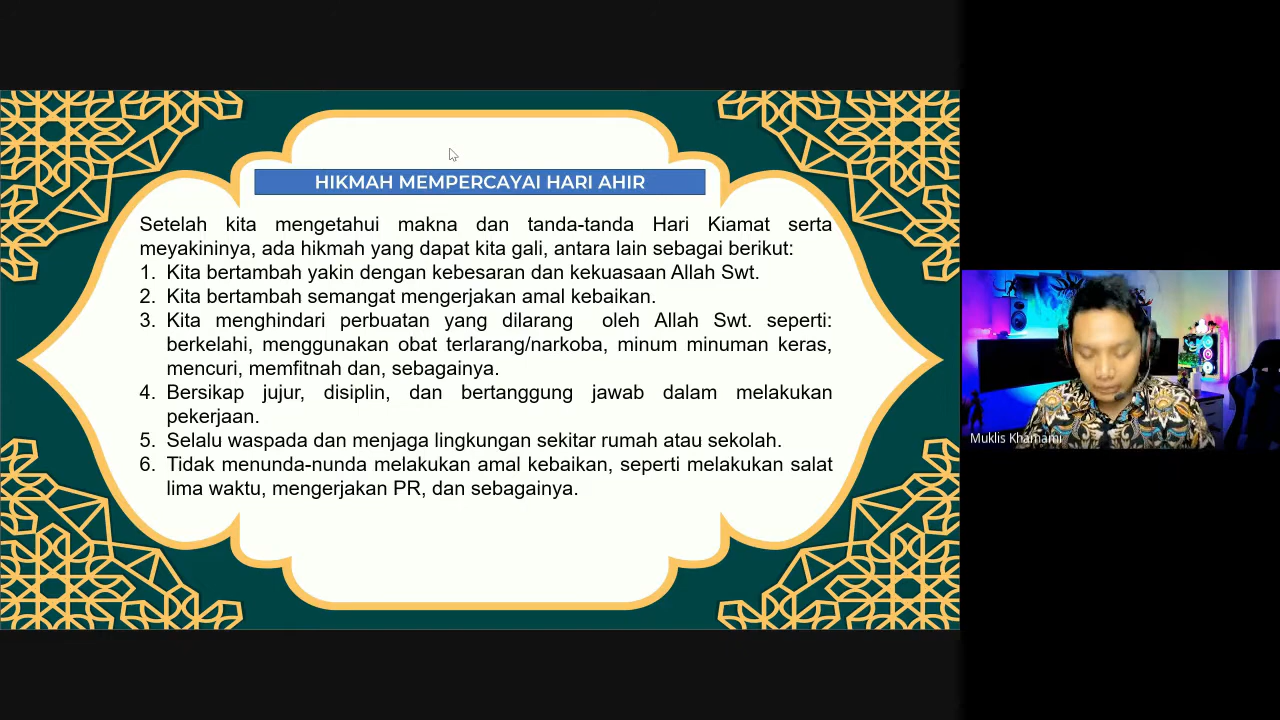 HIKMAH MEMPERCAYAI HARI AHIR
Setelah kita mengetahui makna dan tanda-tanda Hari Kiamat serta
meyakininya, ada hikmah yang dapat kita gali, antara lain sebagai berikut:
1. Kita bertambah yakin dengan kebesaran dan kekuasaan Allah Swt.
2. Kita bertambah semangat mengerjakan amal kebaikan.
3. Kita menghindari perbuatan yang dilarang oleh Allah Swt. seperti:
berkelahi, menggunakan obat terlarang/narkoba, minum minuman keras,
mencuri, memfitnah dan, sebagainya.
4. Bersikap jujur, disiplin, dan bertanggung jawab dalam melakukan
pekerjaan.
5. Selalu waspada dan menjaga lingkungan sekitar rumah atau sekolah.
6. Tidak menunda-nunda melakukan amal kebaikan, seperti melakukan salat
lima waktu, mengerjakan PR, dan sebagainya.
Muklis Khamami